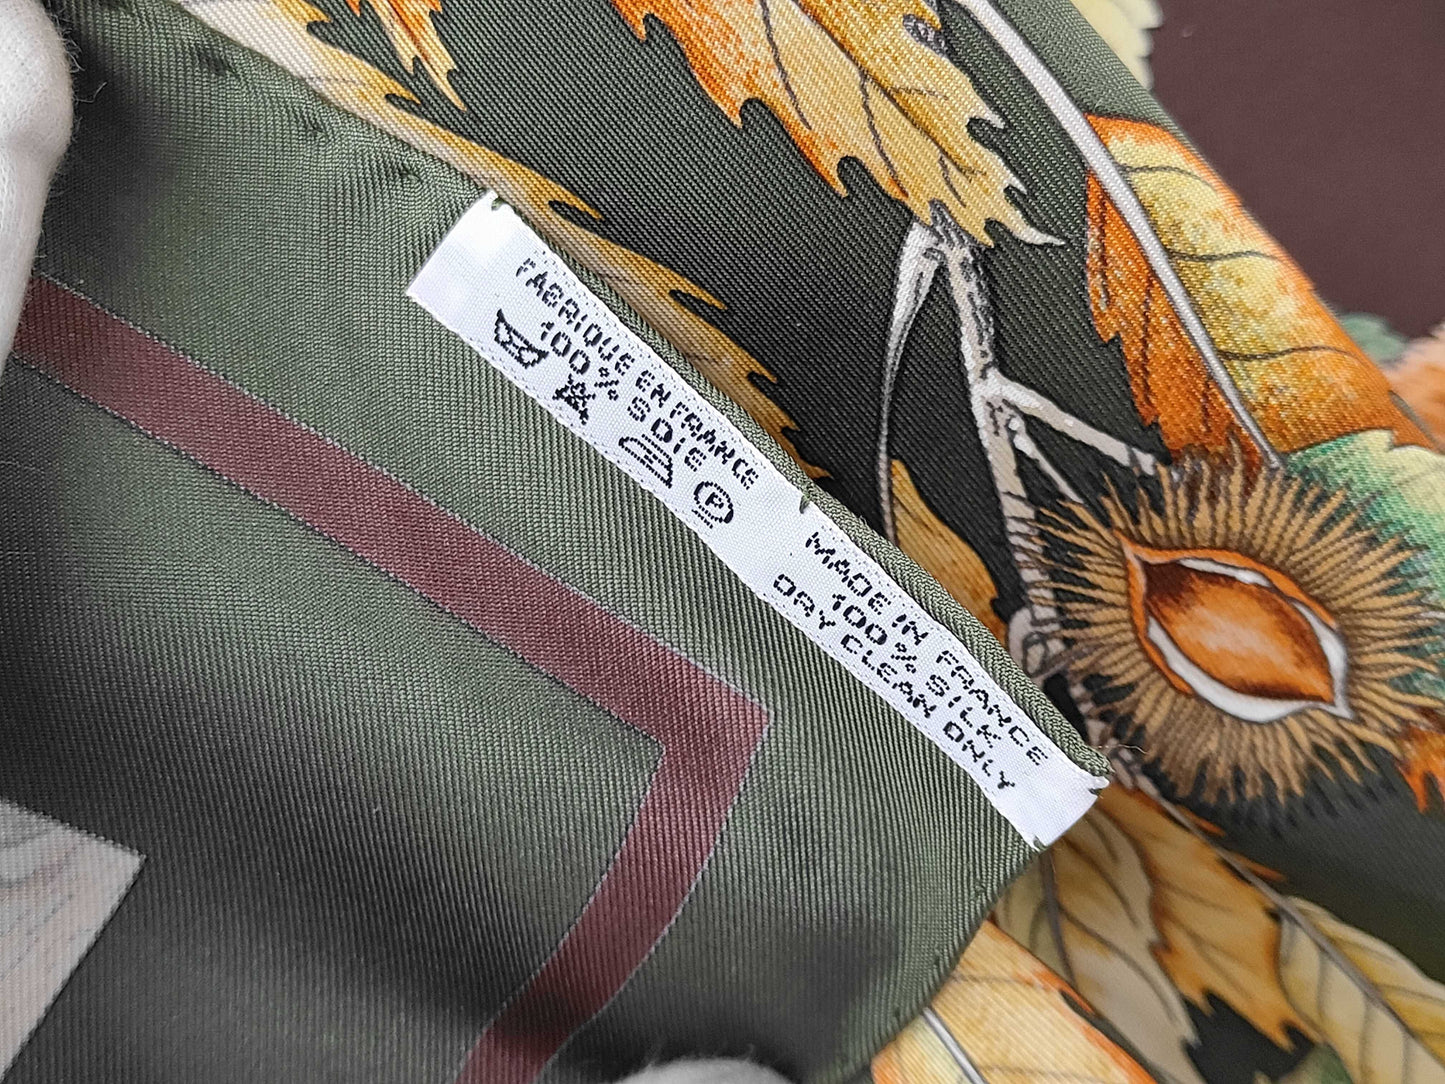 FABRIQUE EN FRANCE
100% SOIE
P
MADE IN FRANCE
100% SILK
DRY CLEAN ONLY